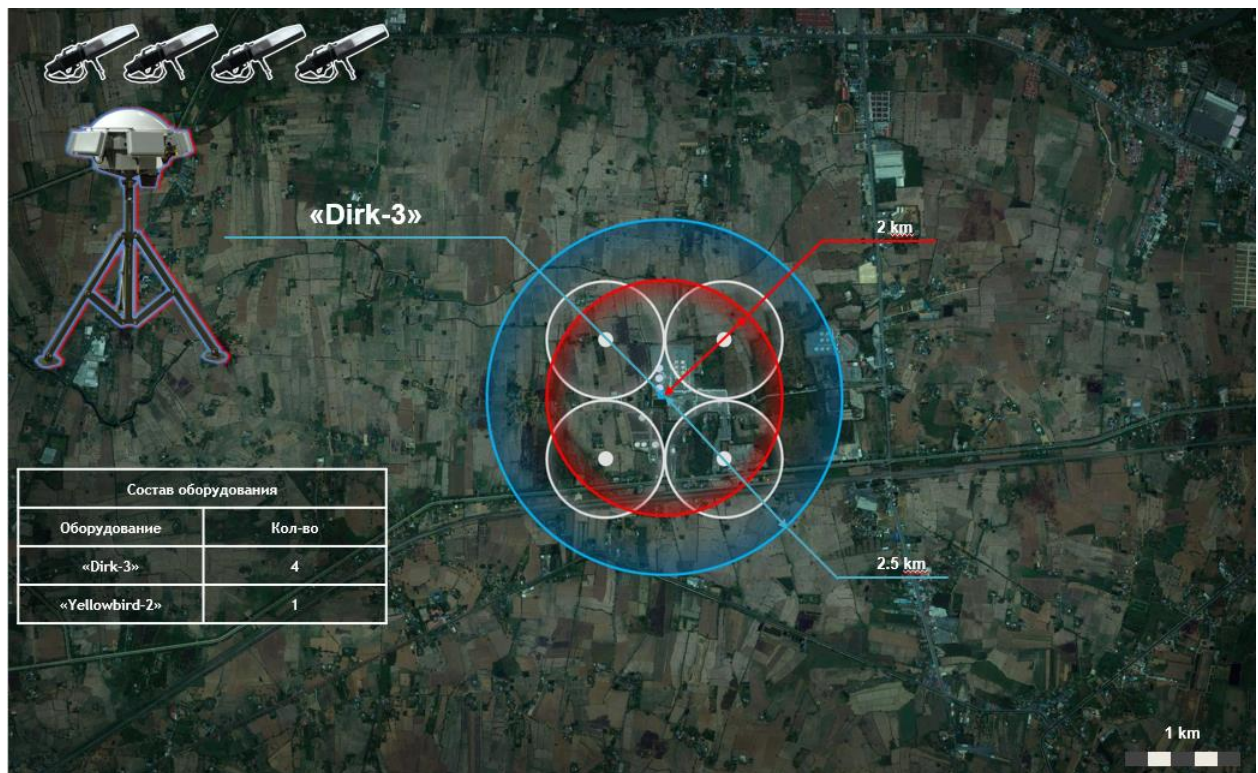 «Dirk-3»
2 km
2.5 km
Состав оборудования
Оборудование Кол-во
«Dirk-3» 4
«Yellowbird-2» 1
1 km